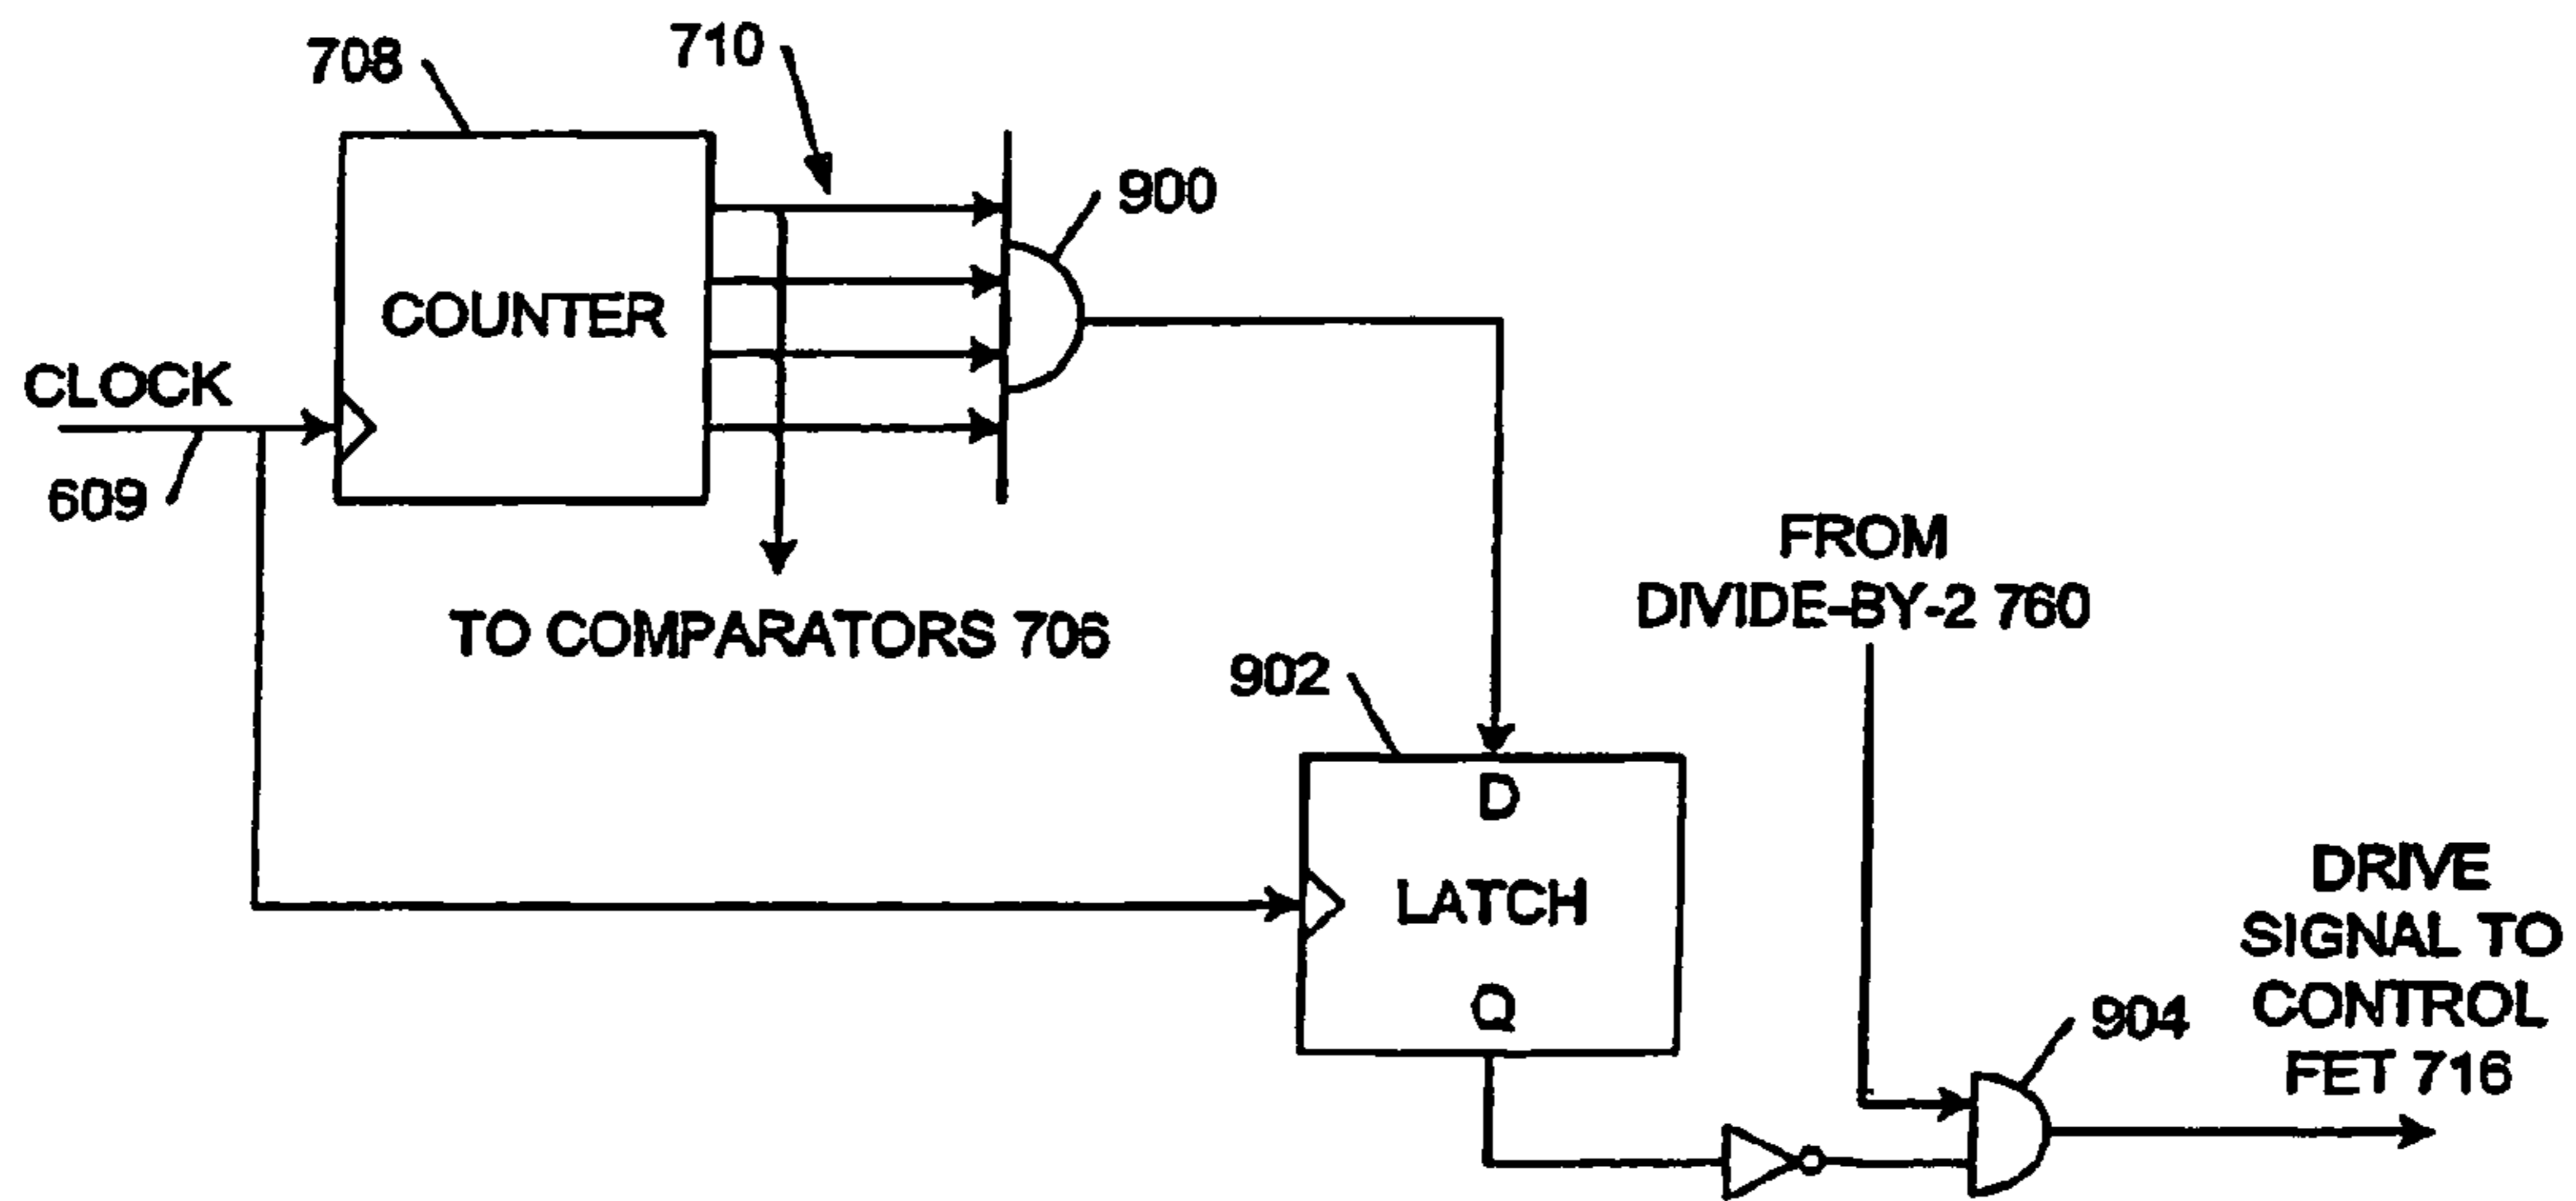 708
710
900
COUNTER
CLOCK
609
TO COMPARATORS 706
FROM
DIVIDE-BY-2 760
902
D
LATCH
Q
904
DRIVE
SIGNAL TO
CONTROL
FET 716